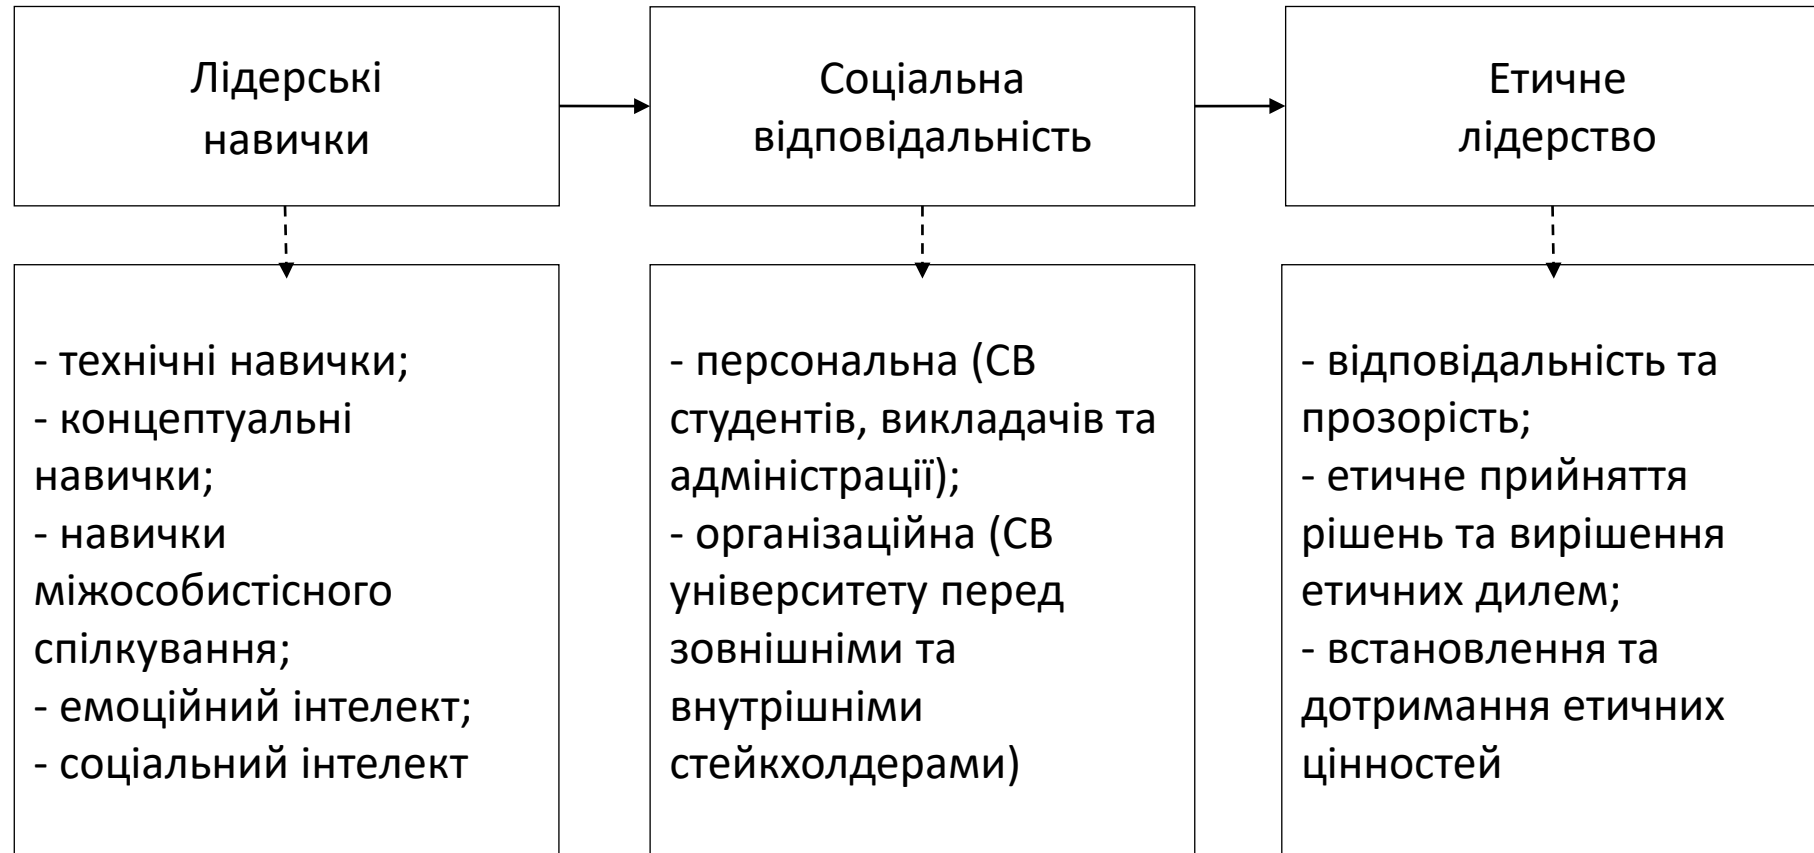 Лідерські
навички
Соціальна
відповідальність
Етичне
лідерство
- технічні навички;
- концептуальні
навички;
- навички
міжособистісного
спілкування;
- емоційний інтелект;
- соціальний інтелект
- персональна (СВ
студентів, викладачів та
адміністрації);
- організаційна (СВ
університету перед
зовнішніми та
внутрішніми
стейкхолдерами)
- відповідальність та
прозорість;
- етичне прийняття
рішень та вирішення
етичних дилем;
- встановлення та
дотримання етичних
цінностей